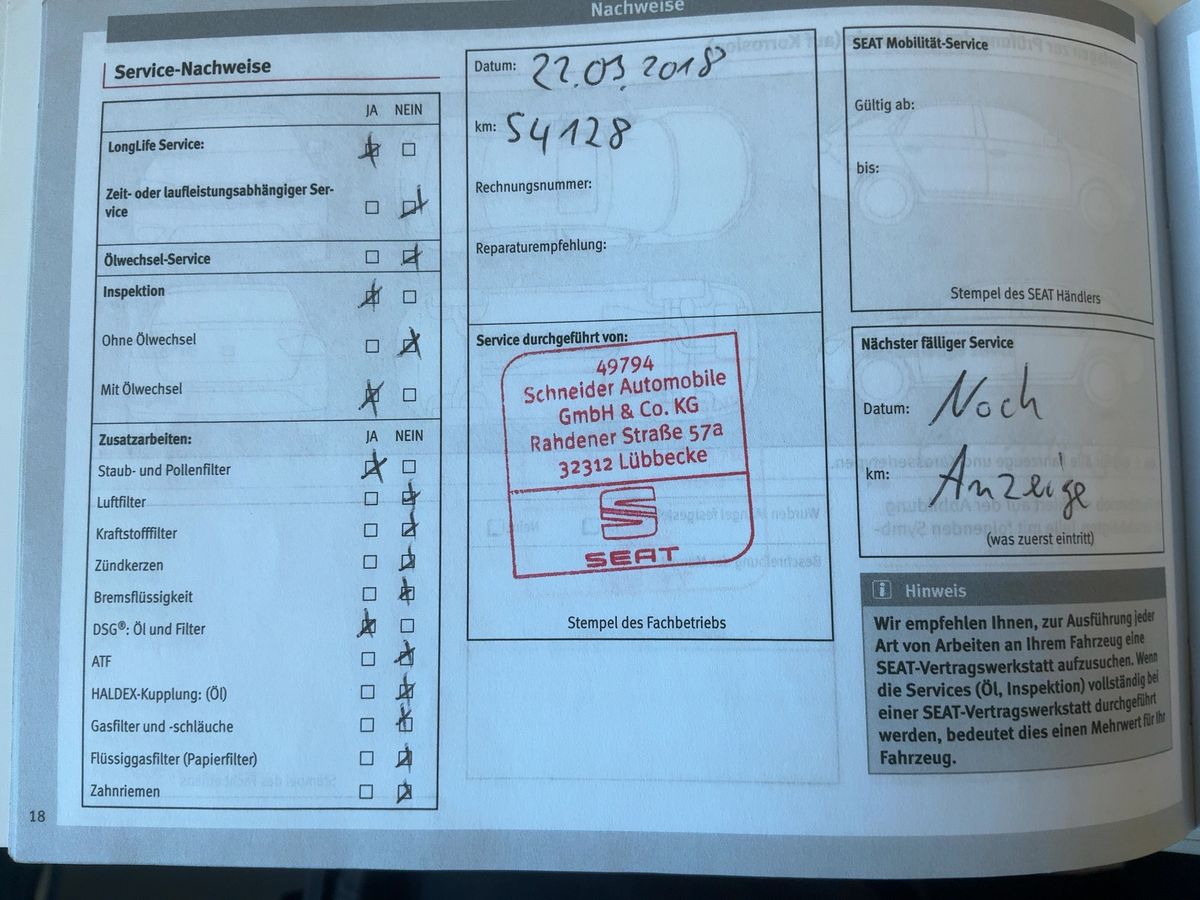 Nachweise
Service-Nachweise
JA NEIN
LongLife Service:
Zeit- oder laufleistungsabhängiger Ser-
vice
Ölwechsel-Service
Inspektion
Ohne Ölwechsel
Mit Ölwechsel
Zusatzarbeiten: JA NEIN
Staub- und Pollenfilter
Luftfilter
Kraftstofffilter
Zündkerzen
Bremsflüssigkeit
DSG®: Öl und Filter
ATF
HALDEX-Kupplung: (Öl)
Gasfilter und -schläuche
Flüssiggasfilter (Papierfilter)
Zahnriemen
18
Datum: 22.03.2018
km: 54128
Rechnungsnummer:
Reparaturempfehlung:
Service durchgeführt von:
49794
Schneider Automobile
GmbH & Co. KG
Rahdener Straße 57a
32312 Lübbecke
SEAT
Stempel des Fachbetriebs
SEAT Mobilität-Service
Gültig ab:
bis:
Stempel des SEAT Händlers
Nächster fälliger Service
Datum: Noch
km: Anzeige
(was zuerst eintritt)
i Hinweis
Wir empfehlen Ihnen, zur Ausführung jeder
Art von Arbeiten an Ihrem Fahrzeug eine
SEAT-Vertragswerkstatt aufzusuchen. Wenn
die Services (Öl, Inspektion) vollständig bei
einer SEAT-Vertragswerkstatt durchgeführt
werden, bedeutet dies einen Mehrwert für Ihr
Fahrzeug.